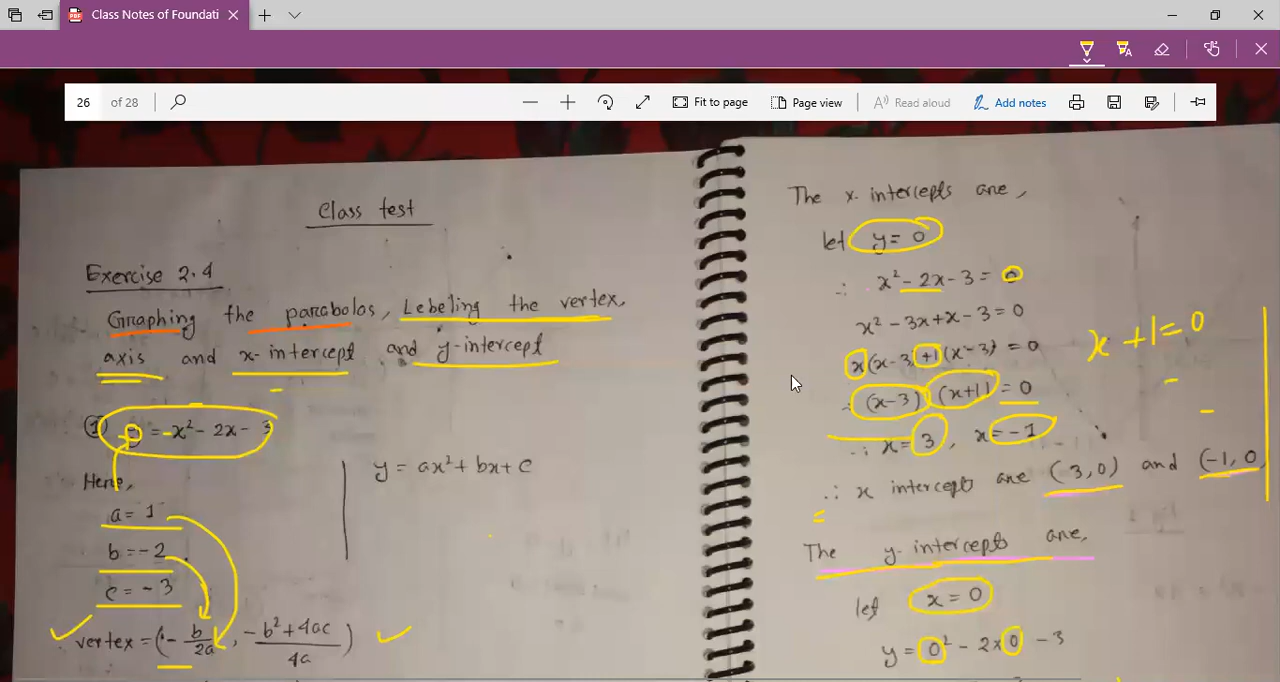 Class Notes of Foundati
26 of 28
Fit to page
Page view
Read aloud
Add notes
Class test
Exercise 2.4
Graphing the parabolas, Lebeling the vertex,
axis and x-intercept and y-intercept
① y = x² - 2x - 3
Here,
a = 1
b = -2
c = -3
y = ax² + bx + c
vertex = (- b/2a, -b² + 4ac/4a)
The x-intercepts are,
let y = 0
∴ x² - 2x - 3 = 0
x² - 3x + x - 3 = 0
x(x-3) +1(x-3) = 0
∴ (x-3) (x+1) = 0
∴ x = 3, x = -1
∴ x intercepts are (3,0) and (-1,0
x + 1 = 0
The y-intercepts are,
let x = 0
y = 0² - 2×0 - 3